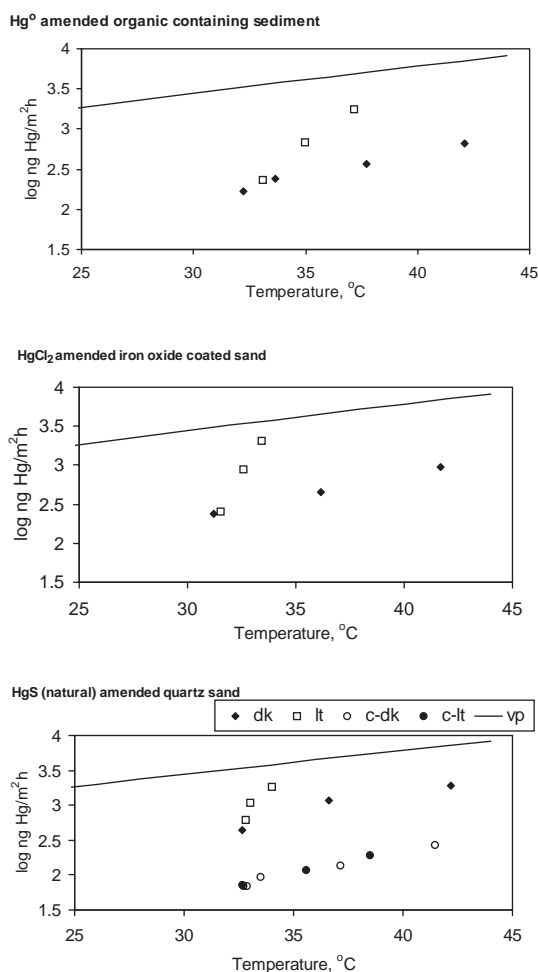 Hg⁰ amended organic containing sediment
log ng Hg/m²h
4
3.5
3
2.5
2
1.5
25 30 35 40 45
Temperature, °C
HgCl₂ amended iron oxide coated sand
log ng Hg/m²h
4
3.5
3
2.5
2
1.5
25 30 35 40 45
Temperature, °C
HgS (natural) amended quartz sand
dk lt c-dk c-lt vp
log ng Hg/m²h
4
3.5
3
2.5
2
1.5
25 30 35 40 45
Temperature, °C